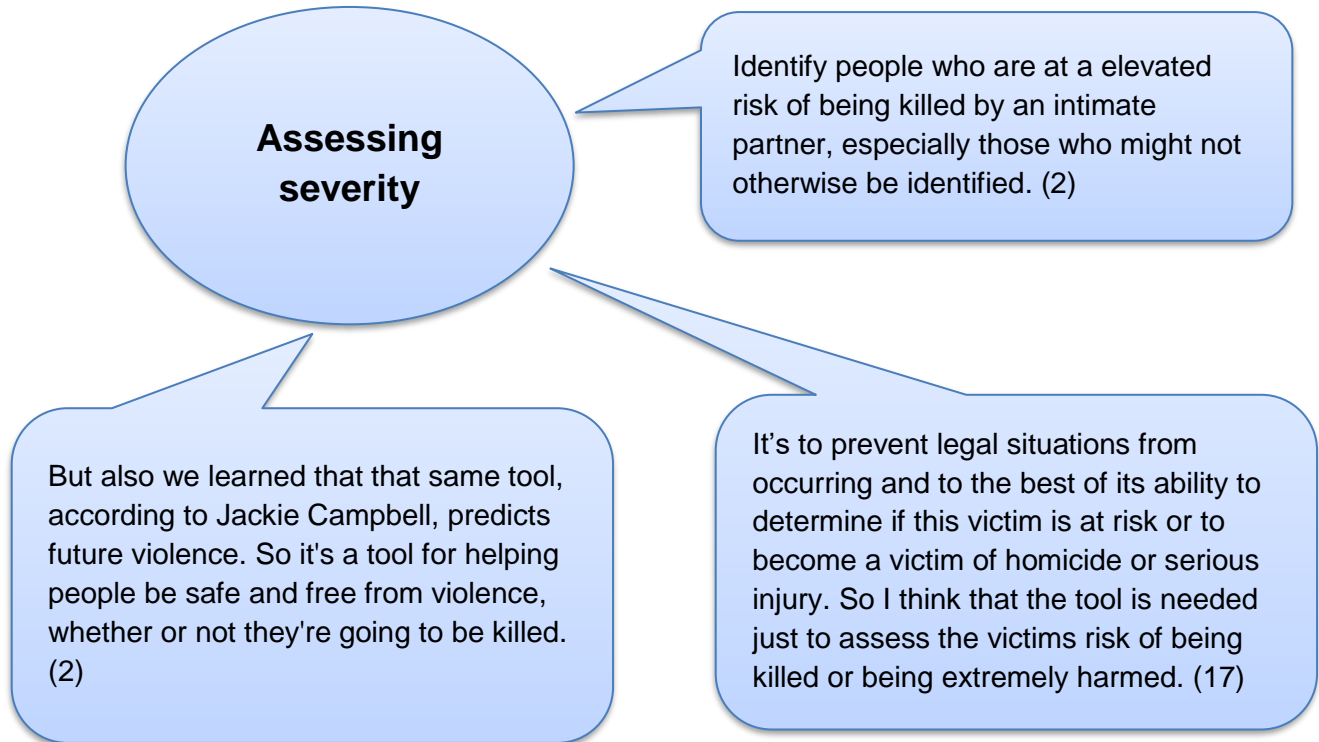 Assessing
severity
Identify people who are at a elevated
risk of being killed by an intimate
partner, especially those who might not
otherwise be identified. (2)
But also we learned that that same tool,
according to Jackie Campbell, predicts
future violence. So it's a tool for helping
people be safe and free from violence,
whether or not they're going to be killed.
(2)
It’s to prevent legal situations from
occurring and to the best of its ability to
determine if this victim is at risk or to
become a victim of homicide or serious
injury. So I think that the tool is needed
just to assess the victims risk of being
killed or being extremely harmed. (17)